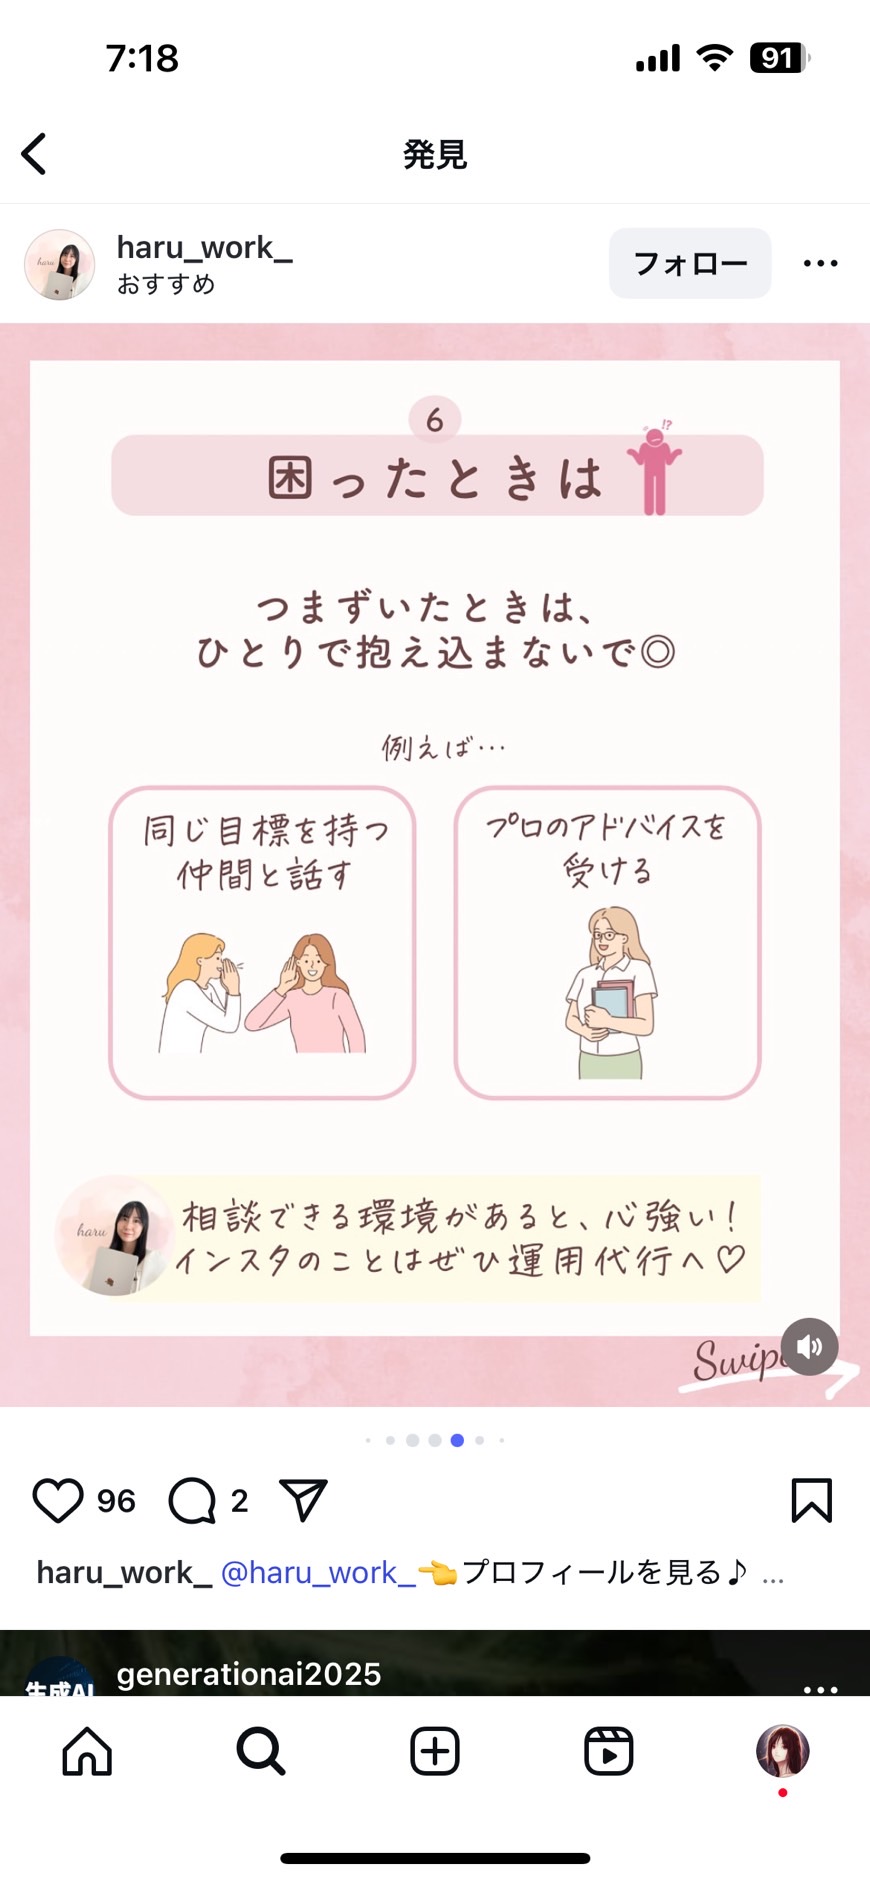 7:18
91
発見
haru
haru_work_
おすすめ
フォロー
6
困ったときは
!?
つまずいたときは、
ひとりで抱え込まないで◎
例えば…
同じ目標を持つ
仲間と話す
プロのアドバイスを
受ける
haru
相談できる環境があると、心強い！
インスタのことはぜひ運用代行へ♡
96
2
haru_work_ @haru_work_👈プロフィールを見る♪ ...
generationai2025
生成AI